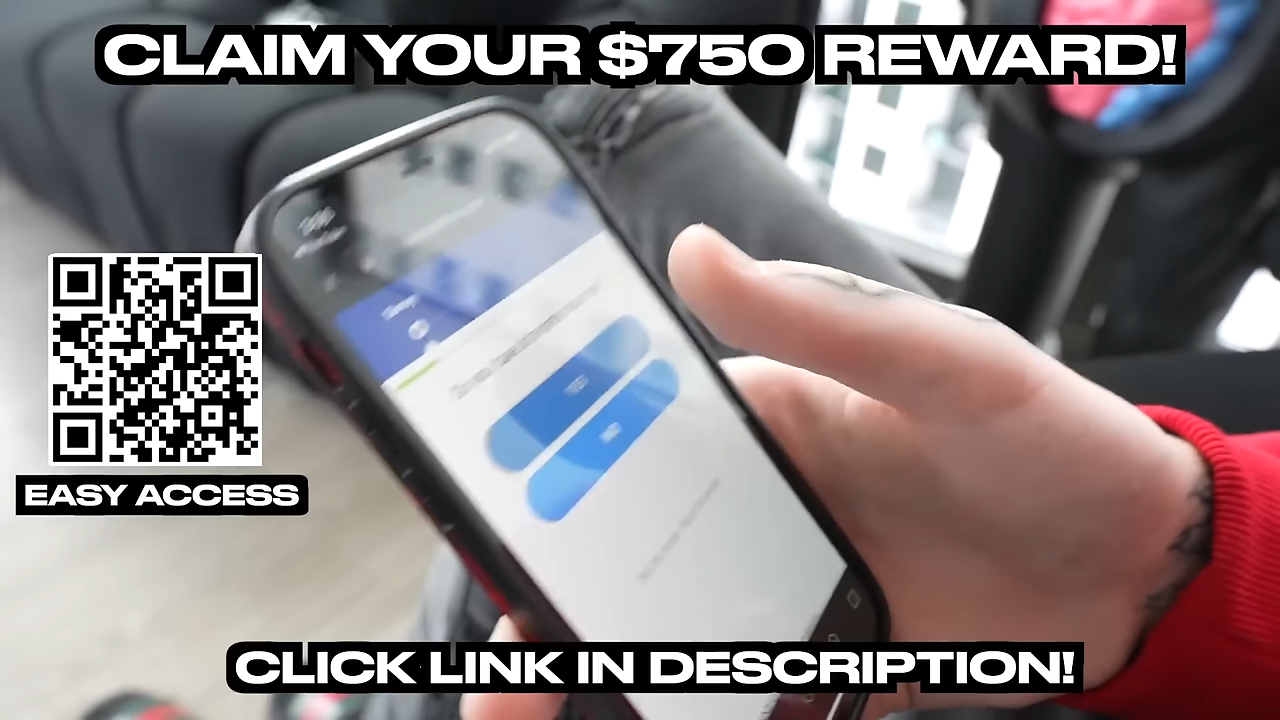 CLAIM YOUR $750 REWARD!
EASY ACCESS
CLICK LINK IN DESCRIPTION!